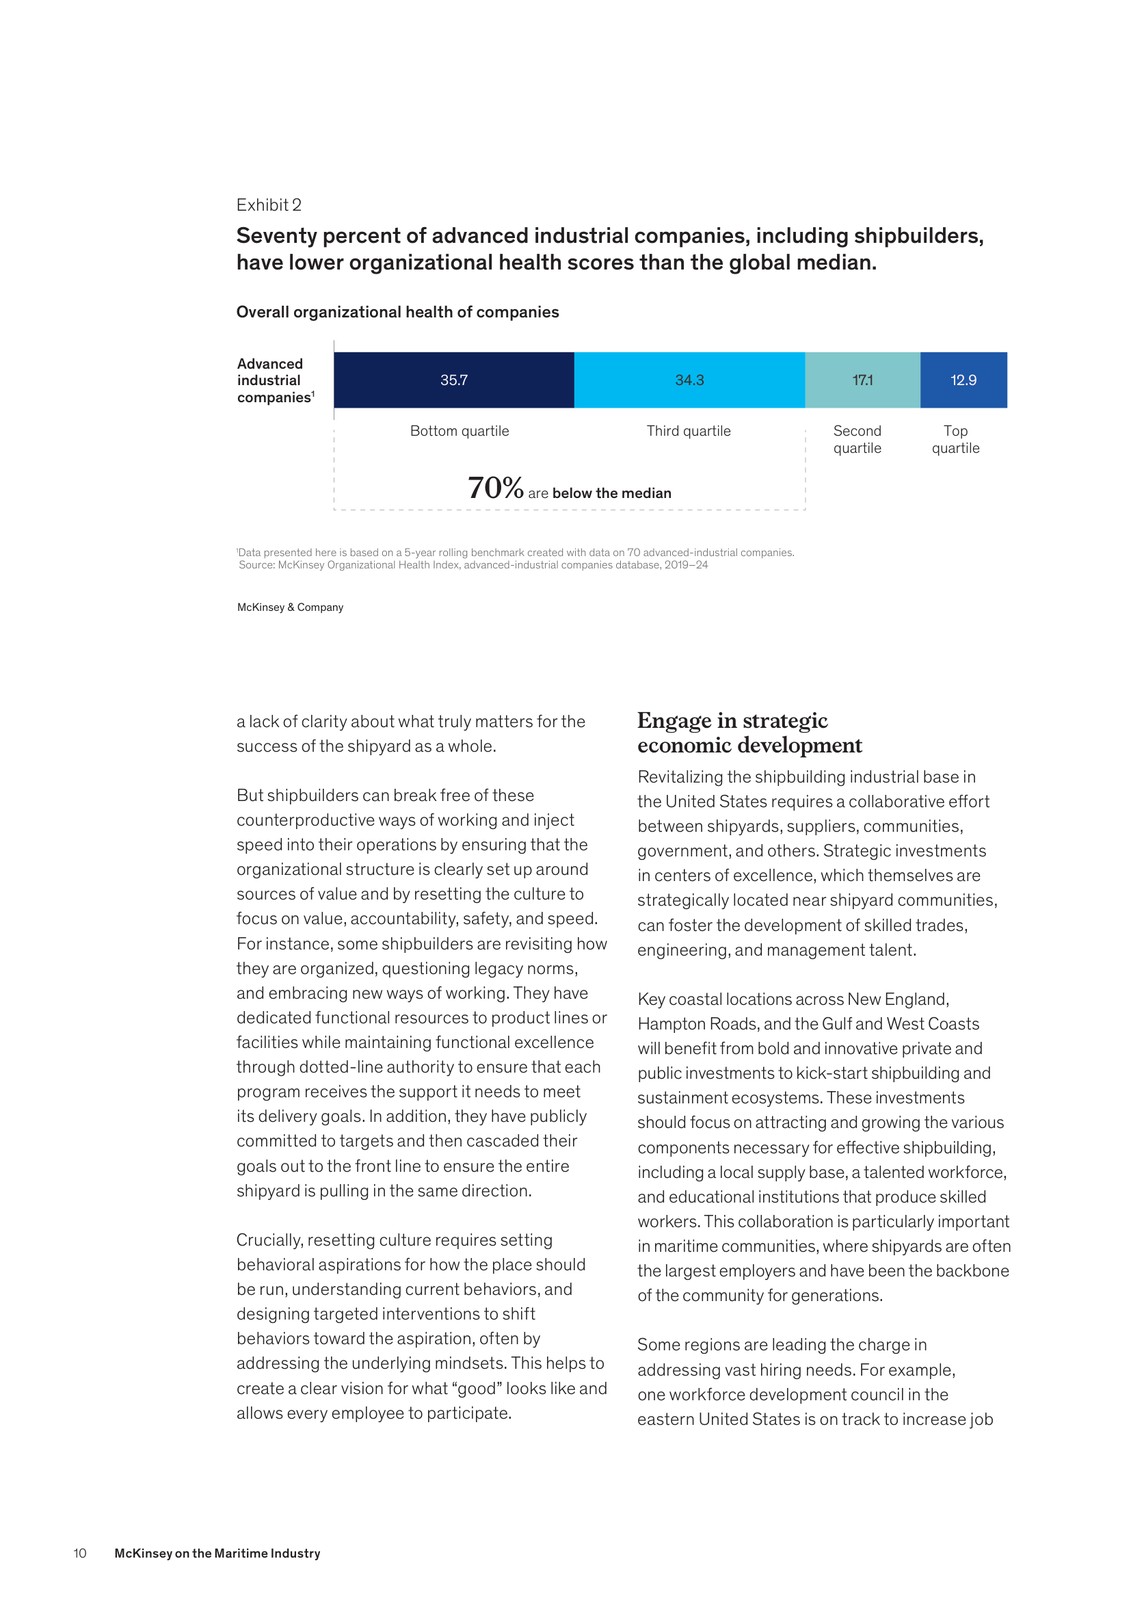 Exhibit 2
Seventy percent of advanced industrial companies, including shipbuilders,
have lower organizational health scores than the global median.
Overall organizational health of companies
Advanced
industrial
companies¹
35.7
34.3
17.1
12.9
Bottom quartile
Third quartile
Second
quartile
Top
quartile
70% are below the median
¹Data presented here is based on a 5-year rolling benchmark created with data on 70 advanced-industrial companies.
Source: McKinsey Organizational Health Index, advanced-industrial companies database, 2019–24
McKinsey & Company
a lack of clarity about what truly matters for the
success of the shipyard as a whole.
But shipbuilders can break free of these
counterproductive ways of working and inject
speed into their operations by ensuring that the
organizational structure is clearly set up around
sources of value and by resetting the culture to
focus on value, accountability, safety, and speed.
For instance, some shipbuilders are revisiting how
they are organized, questioning legacy norms,
and embracing new ways of working. They have
dedicated functional resources to product lines or
facilities while maintaining functional excellence
through dotted-line authority to ensure that each
program receives the support it needs to meet
its delivery goals. In addition, they have publicly
committed to targets and then cascaded their
goals out to the front line to ensure the entire
shipyard is pulling in the same direction.
Crucially, resetting culture requires setting
behavioral aspirations for how the place should
be run, understanding current behaviors, and
designing targeted interventions to shift
behaviors toward the aspiration, often by
addressing the underlying mindsets. This helps to
create a clear vision for what “good” looks like and
allows every employee to participate.
Engage in strategic
economic development
Revitalizing the shipbuilding industrial base in
the United States requires a collaborative effort
between shipyards, suppliers, communities,
government, and others. Strategic investments
in centers of excellence, which themselves are
strategically located near shipyard communities,
can foster the development of skilled trades,
engineering, and management talent.
Key coastal locations across New England,
Hampton Roads, and the Gulf and West Coasts
will benefit from bold and innovative private and
public investments to kick-start shipbuilding and
sustainment ecosystems. These investments
should focus on attracting and growing the various
components necessary for effective shipbuilding,
including a local supply base, a talented workforce,
and educational institutions that produce skilled
workers. This collaboration is particularly important
in maritime communities, where shipyards are often
the largest employers and have been the backbone
of the community for generations.
Some regions are leading the charge in
addressing vast hiring needs. For example,
one workforce development council in the
eastern United States is on track to increase job
10 McKinsey on the Maritime Industry